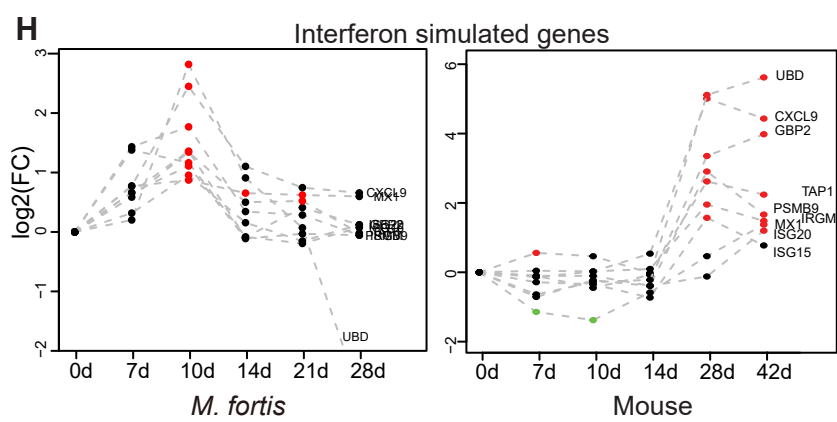 H
Interferon simulated genes
log2(FC)
3
2
1
0
−1
−2
CXCL9
MX1
UBD
0d 7d 10d 14d 21d 28d
M. fortis
6
4
2
0
−2
UBD
CXCL9
GBP2
TAP1
PSMB9
IRGM
MX1
ISG20
ISG15
0d 7d 10d 14d 28d 42d
Mouse